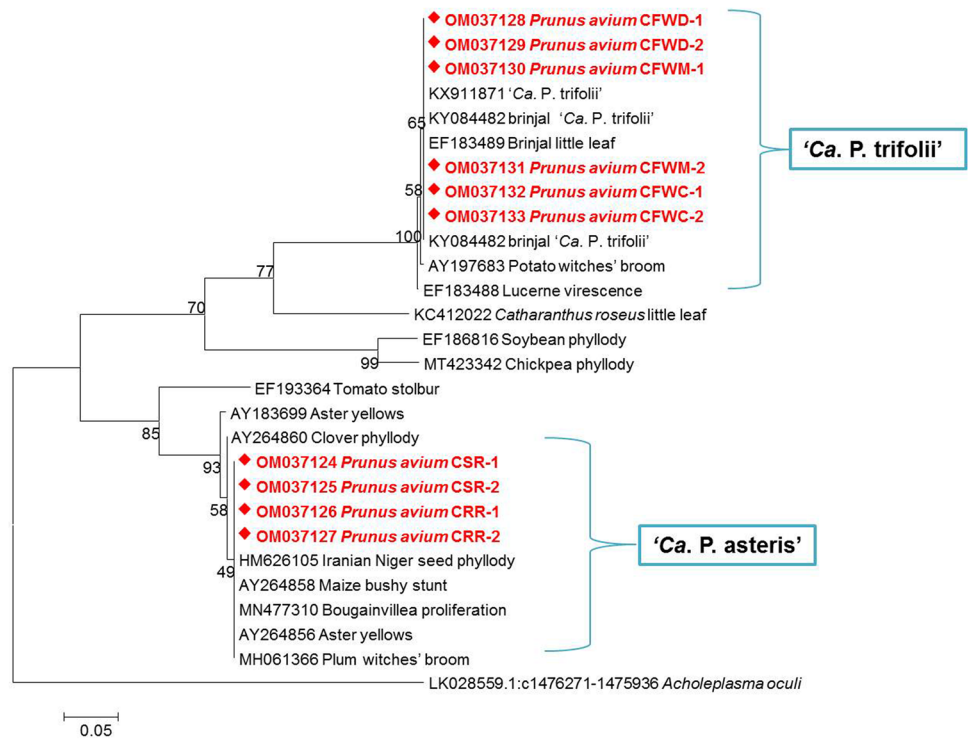 OM037128 Prunus avium CFWD-1
OM037129 Prunus avium CFWD-2
OM037130 Prunus avium CFWM-1
KX911871 ‘Ca. P. trifolii’
KY084482 brinjal ‘Ca. P. trifolii’
65
EF183489 Brinjal little leaf
‘Ca. P. trifolii’
OM037131 Prunus avium CFWM-2
58
OM037132 Prunus avium CFWC-1
OM037133 Prunus avium CFWC-2
100
KY084482 brinjal ‘Ca. P. trifolii’
AY197683 Potato witches’ broom
77
EF183488 Lucerne virescence
70
KC412022 Catharanthus roseus little leaf
EF186816 Soybean phyllody
99
MT423342 Chickpea phyllody
EF193364 Tomato stolbur
AY183699 Aster yellows
85
AY264860 Clover phyllody
93
OM037124 Prunus avium CSR-1
OM037125 Prunus avium CSR-2
58
OM037126 Prunus avium CRR-1
OM037127 Prunus avium CRR-2
‘Ca. P. asteris’
HM626105 Iranian Niger seed phyllody
49
AY264858 Maize bushy stunt
MN477310 Bougainvillea proliferation
AY264856 Aster yellows
MH061366 Plum witches’ broom
LK028559.1:c1476271-1475936 Acholeplasma oculi
0.05